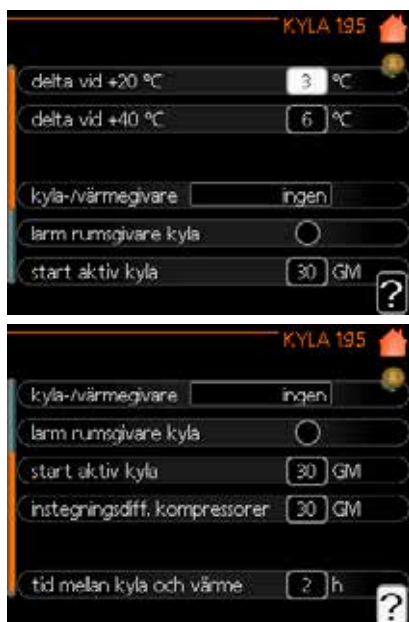 KYLA 1.9.5
delta vid +20 °C 3 °C
delta vid +40 °C 6 °C
kyla-/värmegivare ingen
larm rumsgivare kyla
start aktiv kyla 30 GM
?
KYLA 1.9.5
kyla-/värmegivare ingen
larm rumsgivare kyla
start aktiv kyla 30 GM
instegningsdiff. kompressorer 30 GM
tid mellan kyla och värme 2 h
?